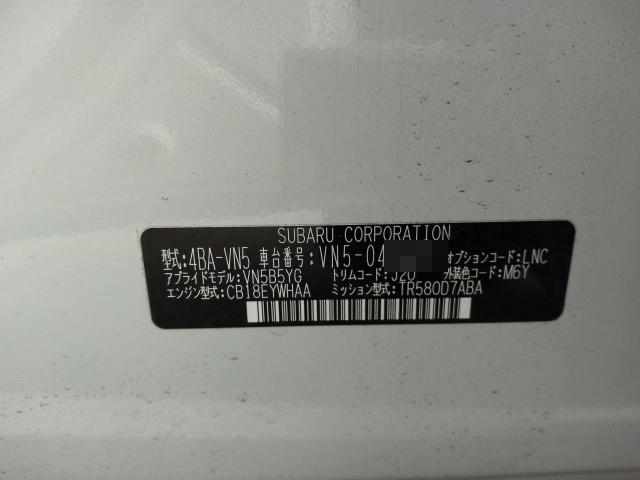 SUBARU CORPORATION
型式:4BA-VN5 車台番号:VN5-04 オプションコード:LNC
アプライドモデル:VN5B5YG トリムコード:J20 外装色コード:M6Y
エンジン型式:CB18EYWHAA ミッション型式:TR580D7ABA